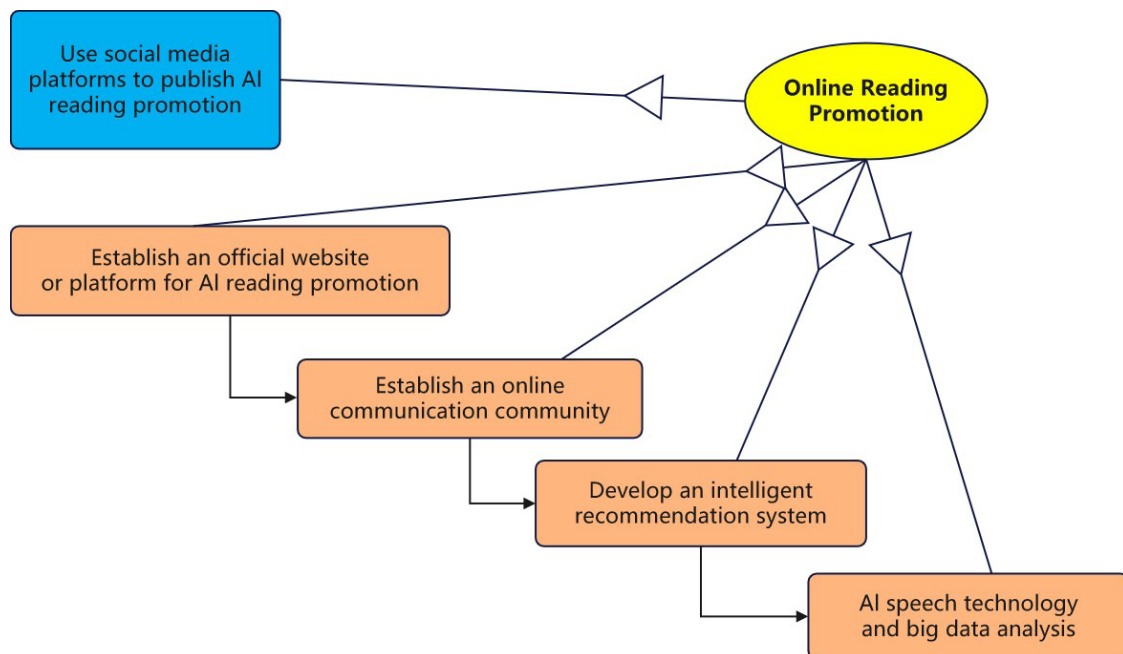 Use social media
platforms to publish AI
reading promotion
Online Reading
Promotion
Establish an official website
or platform for AI reading promotion
Establish an online
communication community
Develop an intelligent
recommendation system
AI speech technology
and big data analysis